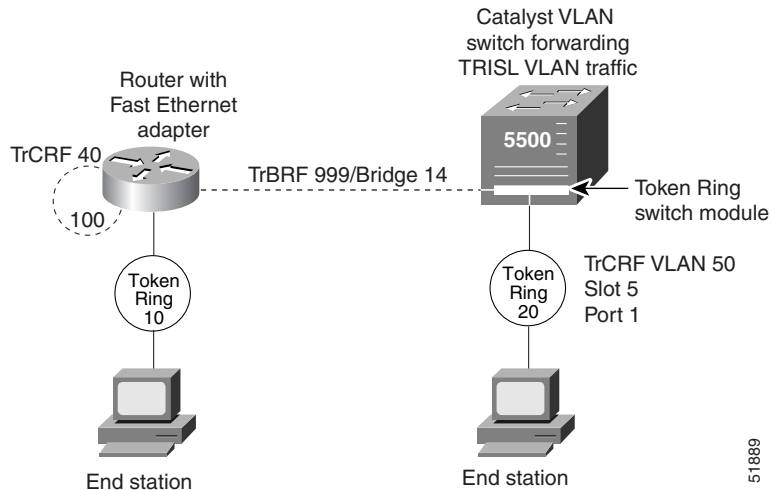 Catalyst VLAN
switch forwarding
TRISL VLAN traffic
Router with
Fast Ethernet
adapter
5500
TrCRF 40
TrBRF 999/Bridge 14
Token Ring
switch module
100
Token
Ring
10
Token
Ring
20
TrCRF VLAN 50
Slot 5
Port 1
End station
End station
51889